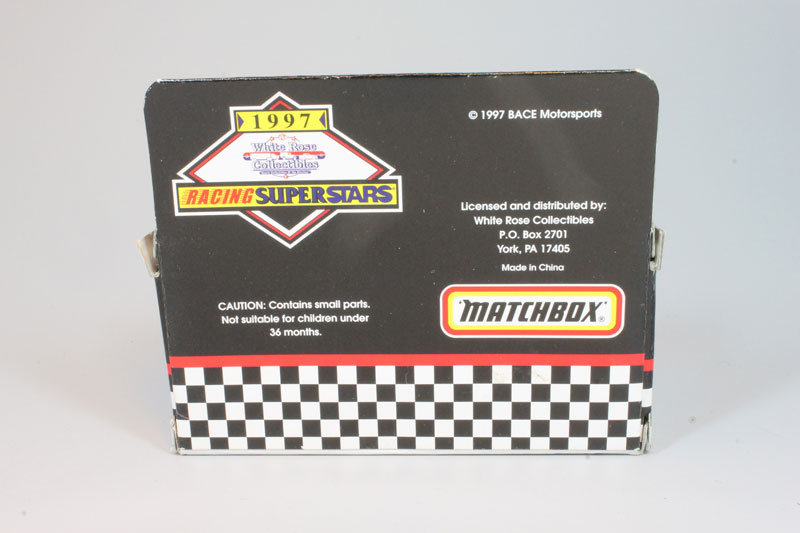 1997
White Rose
Collectibles
RACING SUPERSTARS
© 1997 BACE Motorsports
Licensed and distributed by:
White Rose Collectibles
P.O. Box 2701
York, PA 17405
Made in China
CAUTION: Contains small parts.
Not suitable for children under
36 months.
"MATCHBOX"®